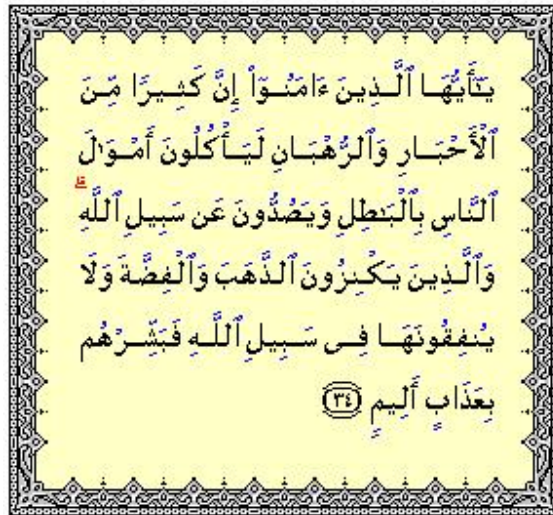 يَـٰٓأَيُّهَا ٱلَّذِينَ ءَامَنُوٓا۟ إِنَّ كَثِيرًا مِّنَ
ٱلْأَحْبَارِ وَٱلرُّهْبَانِ لَيَأْكُلُونَ أَمْوَٰلَ
ٱلنَّاسِ بِٱلْبَـٰطِلِ وَيَصُدُّونَ عَن سَبِيلِ ٱللَّهِ ۗ
وَٱلَّذِينَ يَكْنِزُونَ ٱلذَّهَبَ وَٱلْفِضَّةَ وَلَا
يُنفِقُونَهَا فِى سَبِيلِ ٱللَّهِ فَبَشِّرْهُم
بِعَذَابٍ أَلِيمٍ ٣٤